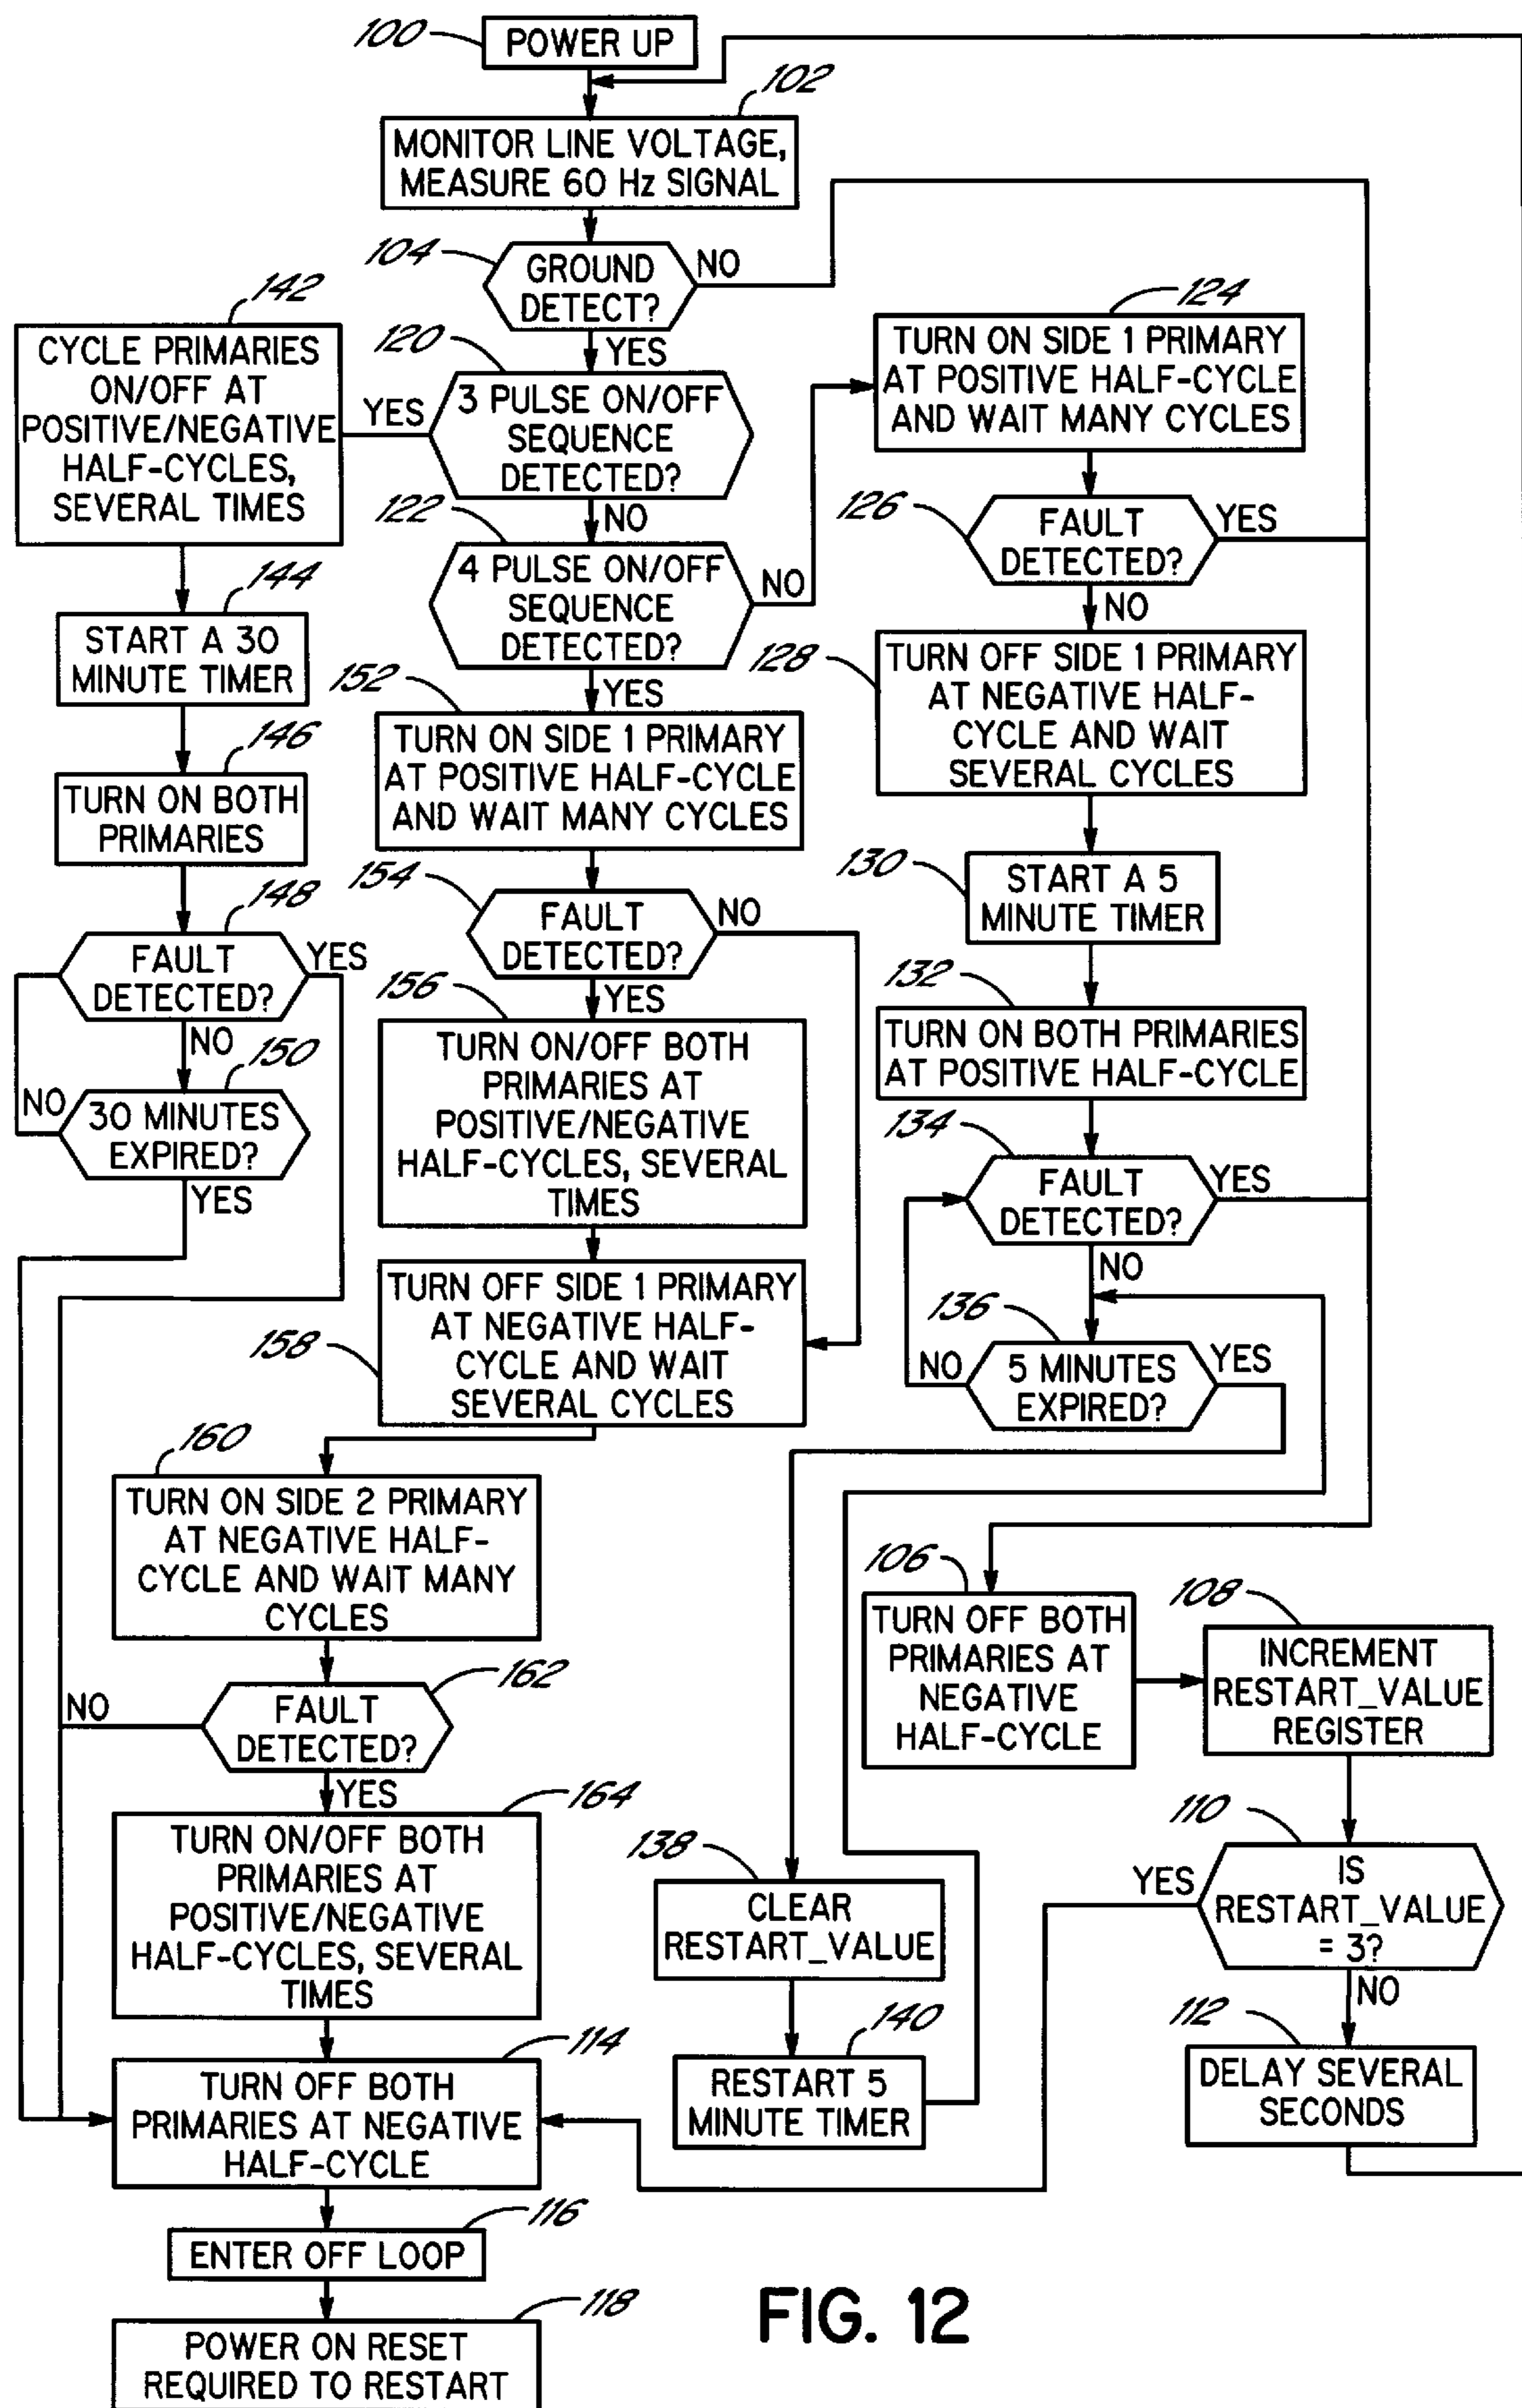 100
POWER UP
102
MONITOR LINE VOLTAGE,
MEASURE 60 Hz SIGNAL
104
GROUND
DETECT?
NO
YES
142
CYCLE PRIMARIES
ON/OFF AT
POSITIVE/NEGATIVE
HALF-CYCLES,
SEVERAL TIMES
120
3 PULSE ON/OFF
SEQUENCE
DETECTED?
YES
NO
122
4 PULSE ON/OFF
SEQUENCE
DETECTED?
NO
YES
124
TURN ON SIDE 1 PRIMARY
AT POSITIVE HALF-CYCLE
AND WAIT MANY CYCLES
126
FAULT
DETECTED?
YES
NO
128
TURN OFF SIDE 1 PRIMARY
AT NEGATIVE HALF-
CYCLE AND WAIT
SEVERAL CYCLES
130
START A 5
MINUTE TIMER
132
TURN ON BOTH PRIMARIES
AT POSITIVE HALF-CYCLE
134
FAULT
DETECTED?
YES
NO
136
5 MINUTES
EXPIRED?
NO
YES
144
START A 30
MINUTE TIMER
146
TURN ON BOTH
PRIMARIES
148
FAULT
DETECTED?
YES
NO
150
30 MINUTES
EXPIRED?
NO
YES
152
TURN ON SIDE 1 PRIMARY
AT POSITIVE HALF-CYCLE
AND WAIT MANY CYCLES
154
FAULT
DETECTED?
NO
YES
156
TURN ON/OFF BOTH
PRIMARIES AT
POSITIVE/NEGATIVE
HALF-CYCLES, SEVERAL
TIMES
158
TURN OFF SIDE 1 PRIMARY
AT NEGATIVE HALF-
CYCLE AND WAIT
SEVERAL CYCLES
160
TURN ON SIDE 2 PRIMARY
AT NEGATIVE HALF-
CYCLE AND WAIT MANY
CYCLES
162
FAULT
DETECTED?
NO
YES
164
TURN ON/OFF BOTH
PRIMARIES AT
POSITIVE/NEGATIVE
HALF-CYCLES, SEVERAL
TIMES
106
TURN OFF BOTH
PRIMARIES AT
NEGATIVE
HALF-CYCLE
108
INCREMENT
RESTART_VALUE
REGISTER
110
IS
RESTART_VALUE
= 3?
YES
NO
112
DELAY SEVERAL
SECONDS
138
CLEAR
RESTART_VALUE
140
RESTART 5
MINUTE TIMER
114
TURN OFF BOTH
PRIMARIES AT NEGATIVE
HALF-CYCLE
116
ENTER OFF LOOP
118
POWER ON RESET
REQUIRED TO RESTART
FIG. 12